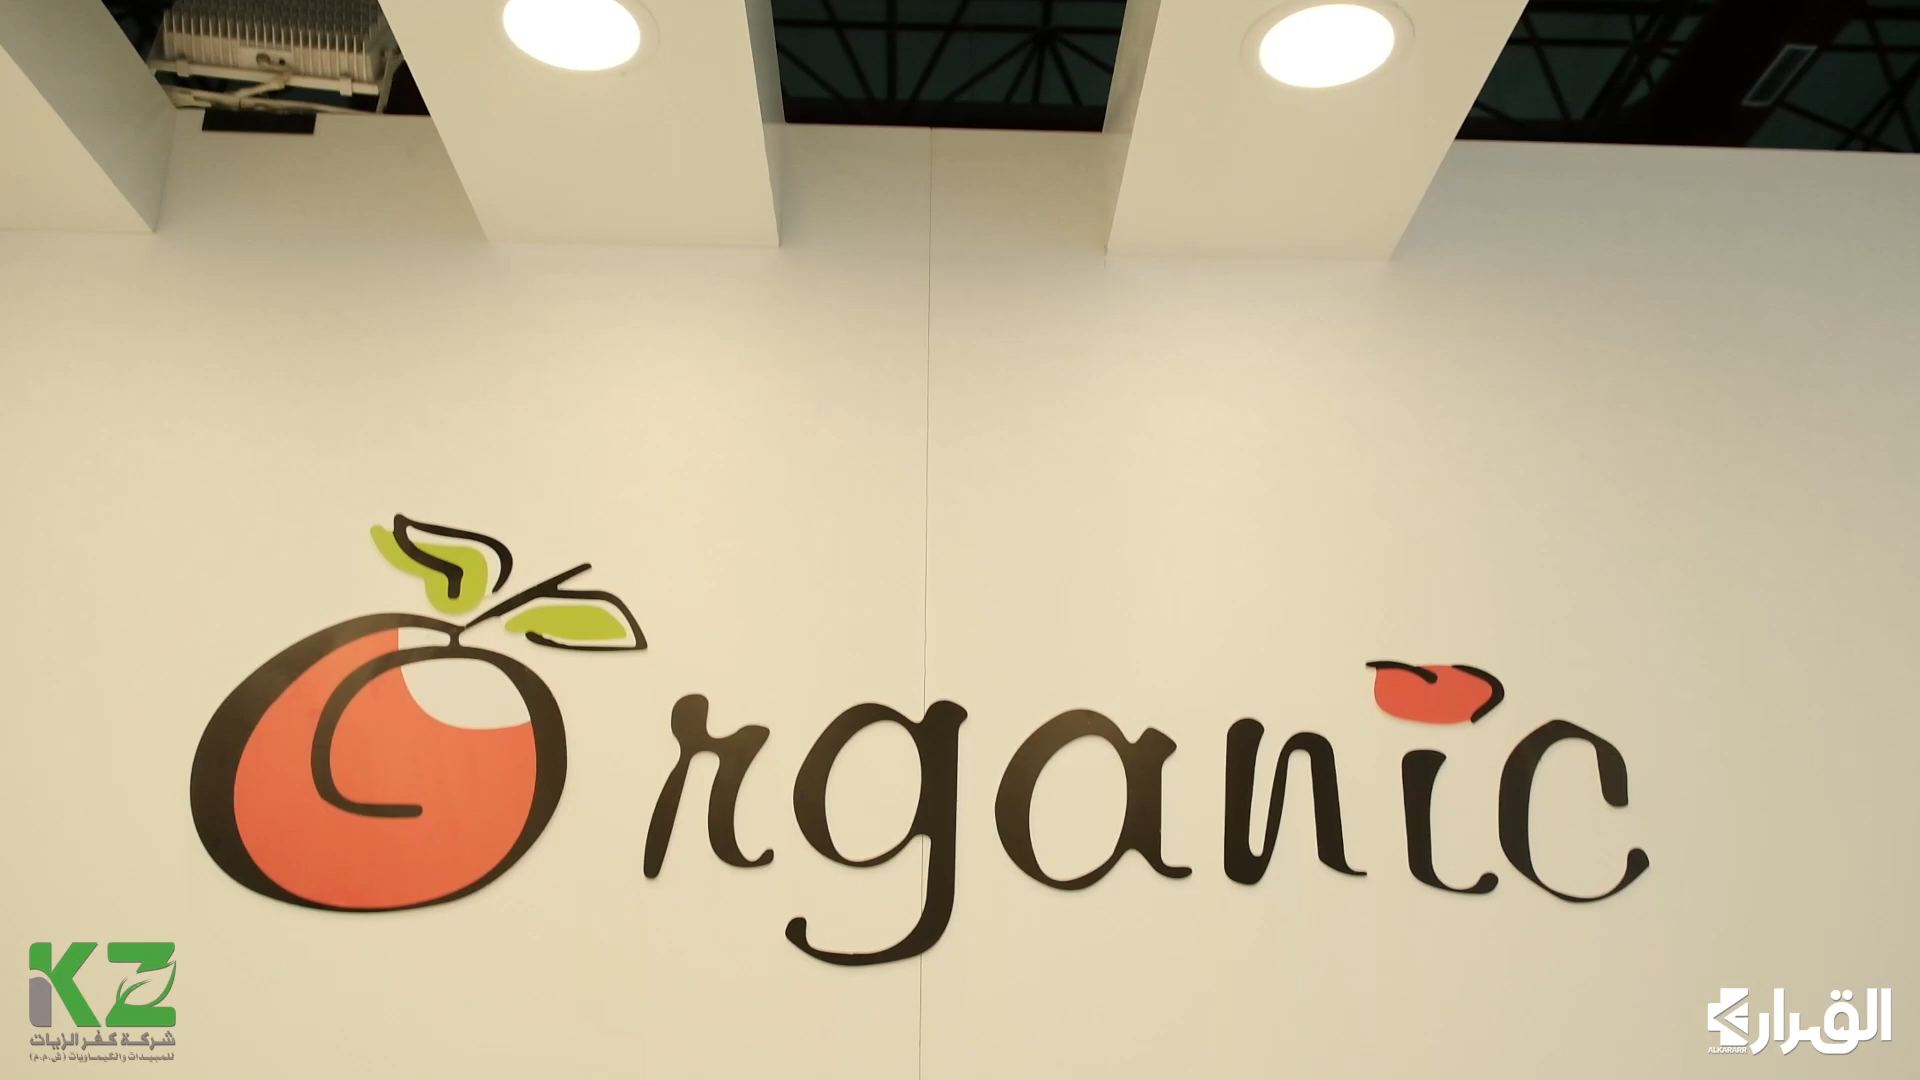 Organic
KZ
شركة كفر الزيات
للمبيدات والكيماويات (ش.م.م)
القرار
ALKARARR